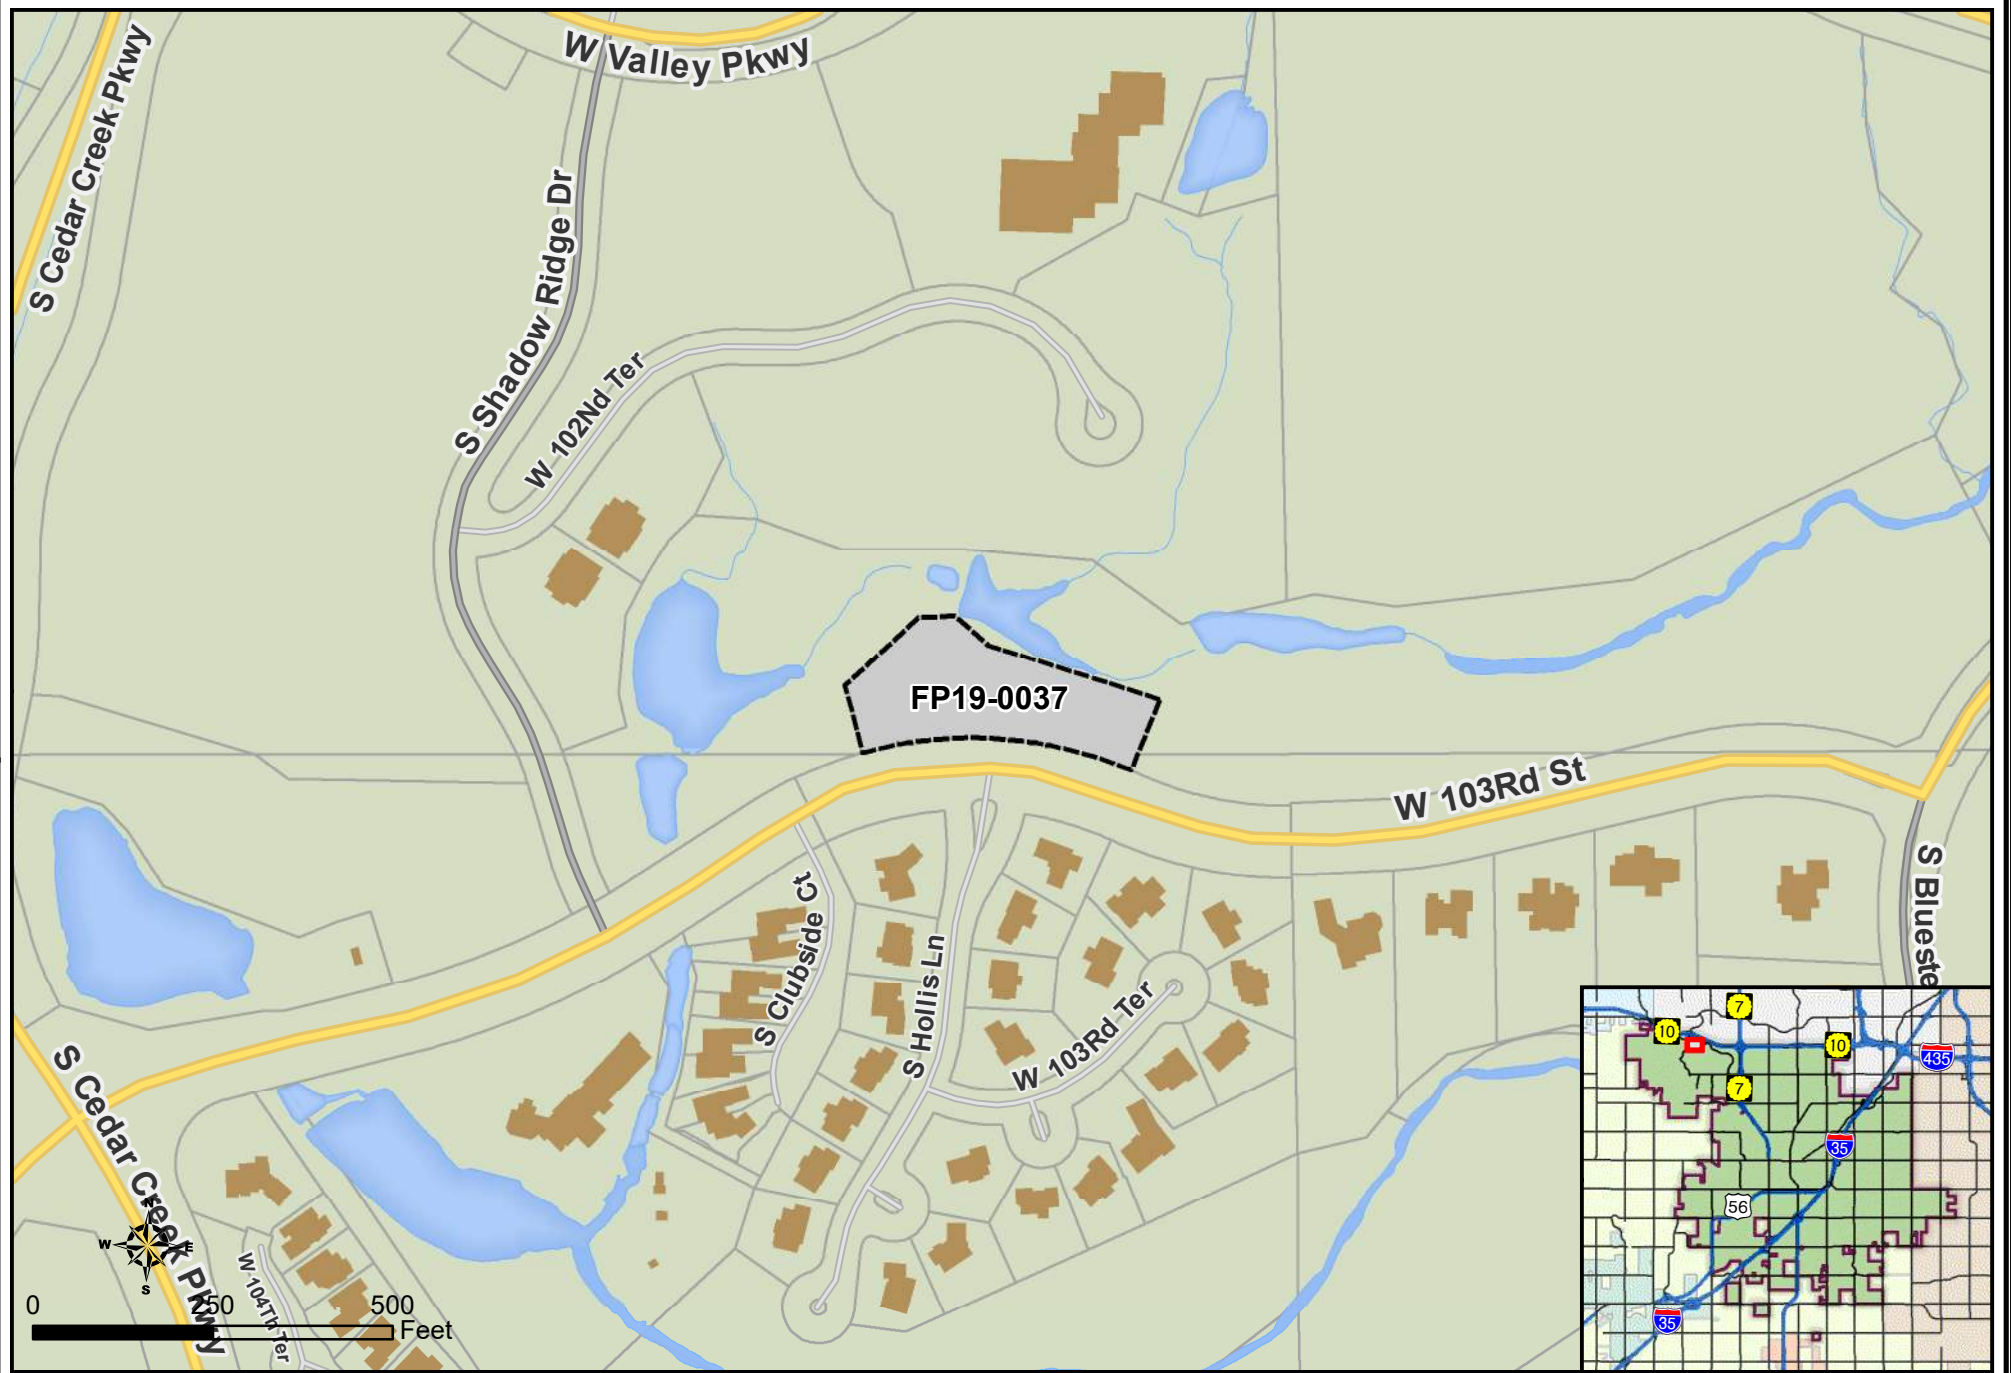 W Valley Pkwy
S Cedar Creek Pkwy
S Shadow Ridge Dr
W 102Nd Ter
FP19-0037
W 103Rd St
S Blueste
S Clubside Ct
S Hollis Ln
W 103Rd Ter
S Cedar Creek Pkwy
W 104Th Ter
N
W
E
S
0
250
500
Feet
7
10
10
435
7
35
56
35